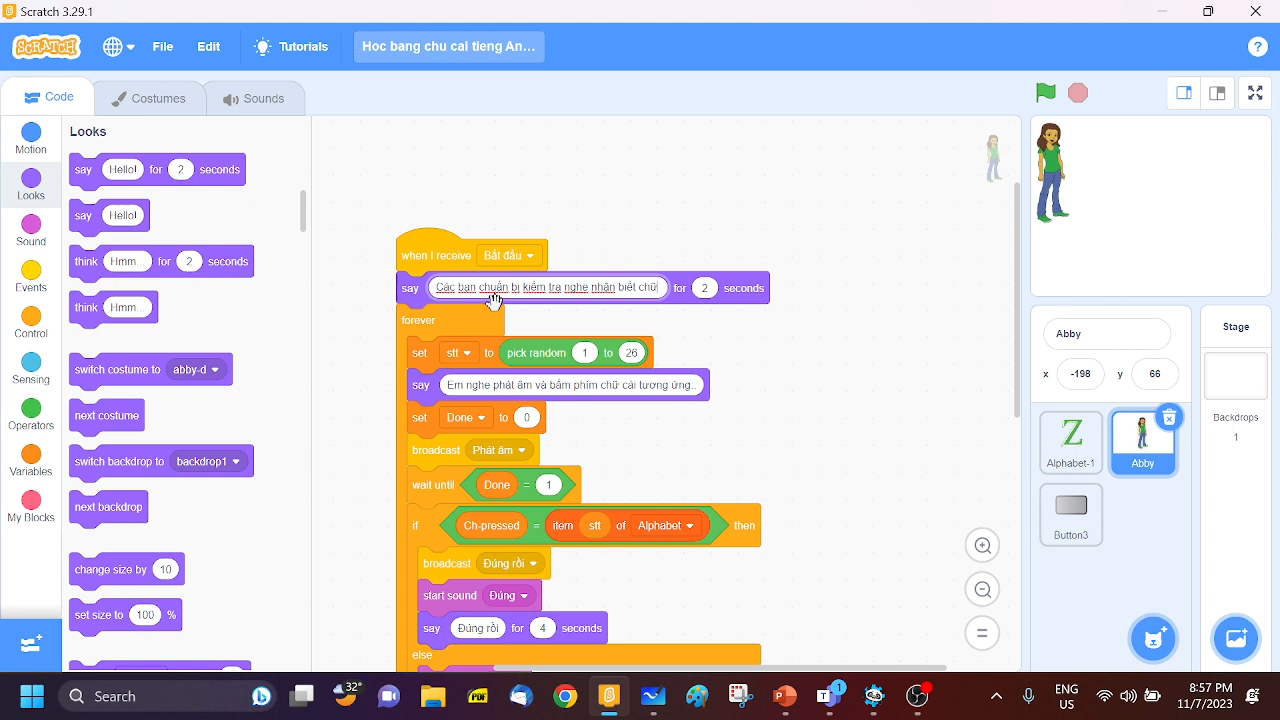 Scratch 3.29.1
SCRATCH File Edit Tutorials Hoc bang chu cai tieng An... ?
Code Costumes Sounds
Motion
Looks
Sound
Events
Control
Sensing
Operators
Variables
My Blocks
Looks
say Hello! for 2 seconds
say Hello!
think Hmm... for 2 seconds
think Hmm...
switch costume to abby-d
next costume
switch backdrop to backdrop1
next backdrop
change size by 10
set size to 100 %
when I receive Bắt đầu
say Các bạn chuẩn bị kiểm tra nghe nhận biết chữ for 2 seconds
forever
set stt to pick random 1 to 26
say Em nghe phát âm và bấm phím chữ cái tương ứng..
set Done to 0
broadcast Phát âm
wait until Done = 1
if Ch-pressed = item stt of Alphabet then
broadcast Đúng rồi
start sound Đúng
say Đúng rồi for 4 seconds
else
Abby
x -198 y 66
Alphabet-1
Abby
Button3
Stage
Backdrops
1
Search
32°
PDF
1
ENG
US
8:57 PM
11/7/2023